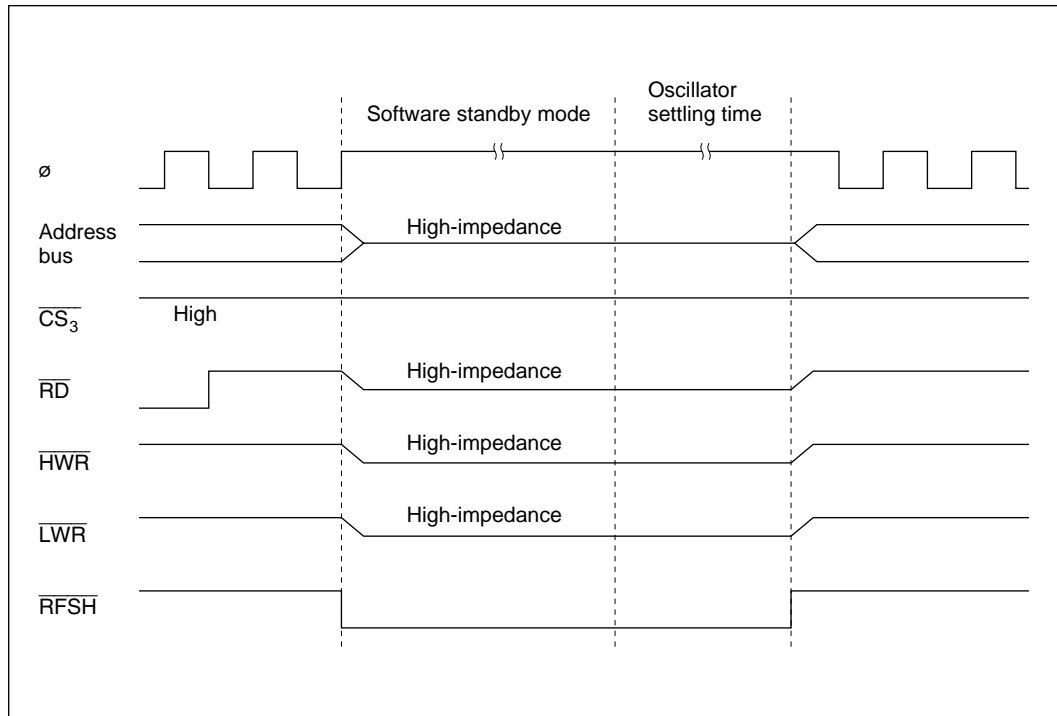 Oscillator
Software standby mode settling time
ø
Address High-impedance
bus
CS3 High
High-impedance
RD
High-impedance
HWR
High-impedance
LWR
RFSH